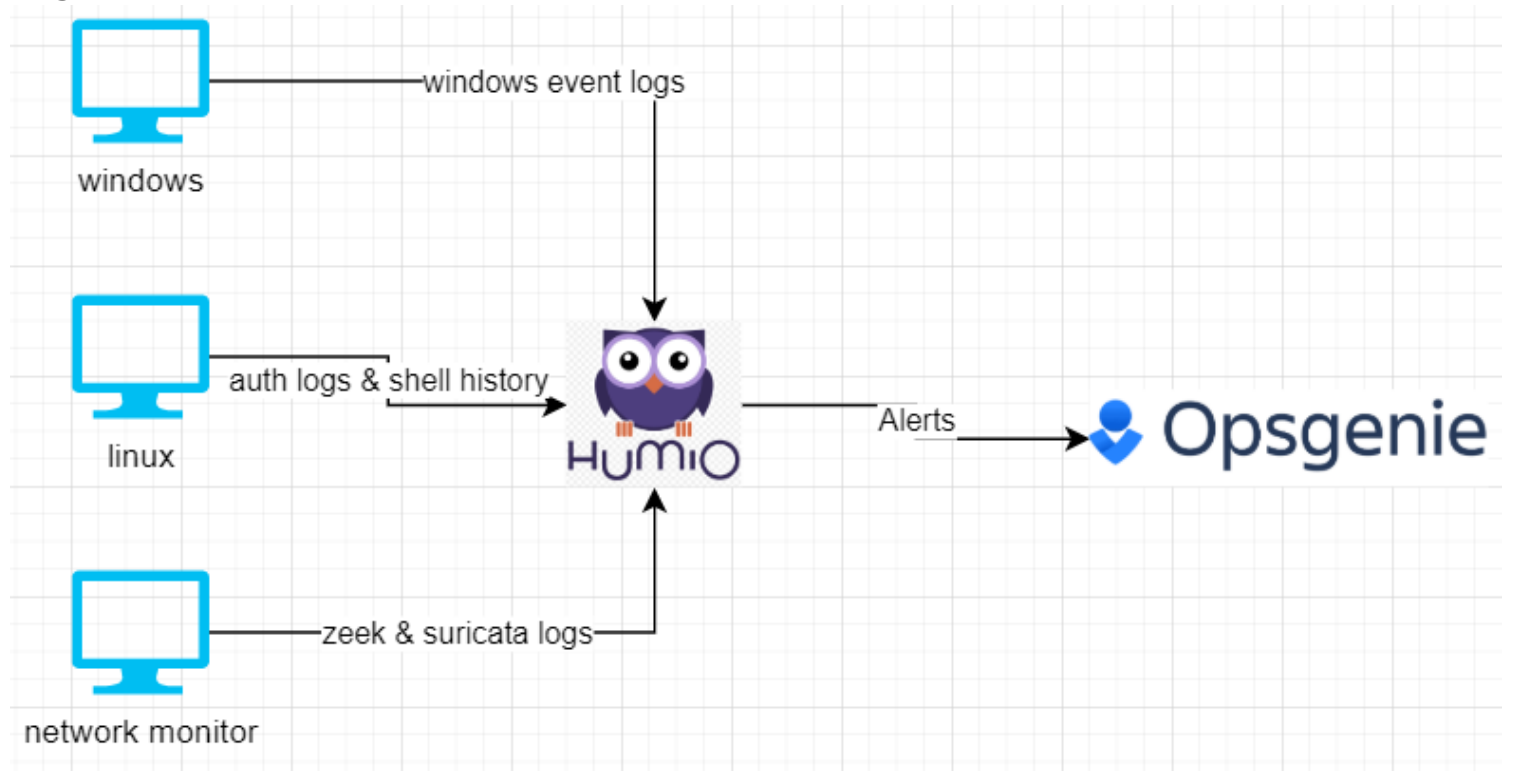 windows event logs
windows
auth logs & shell history
linux
HUMIO
Alerts
Opsgenie
zeek & suricata logs
network monitor